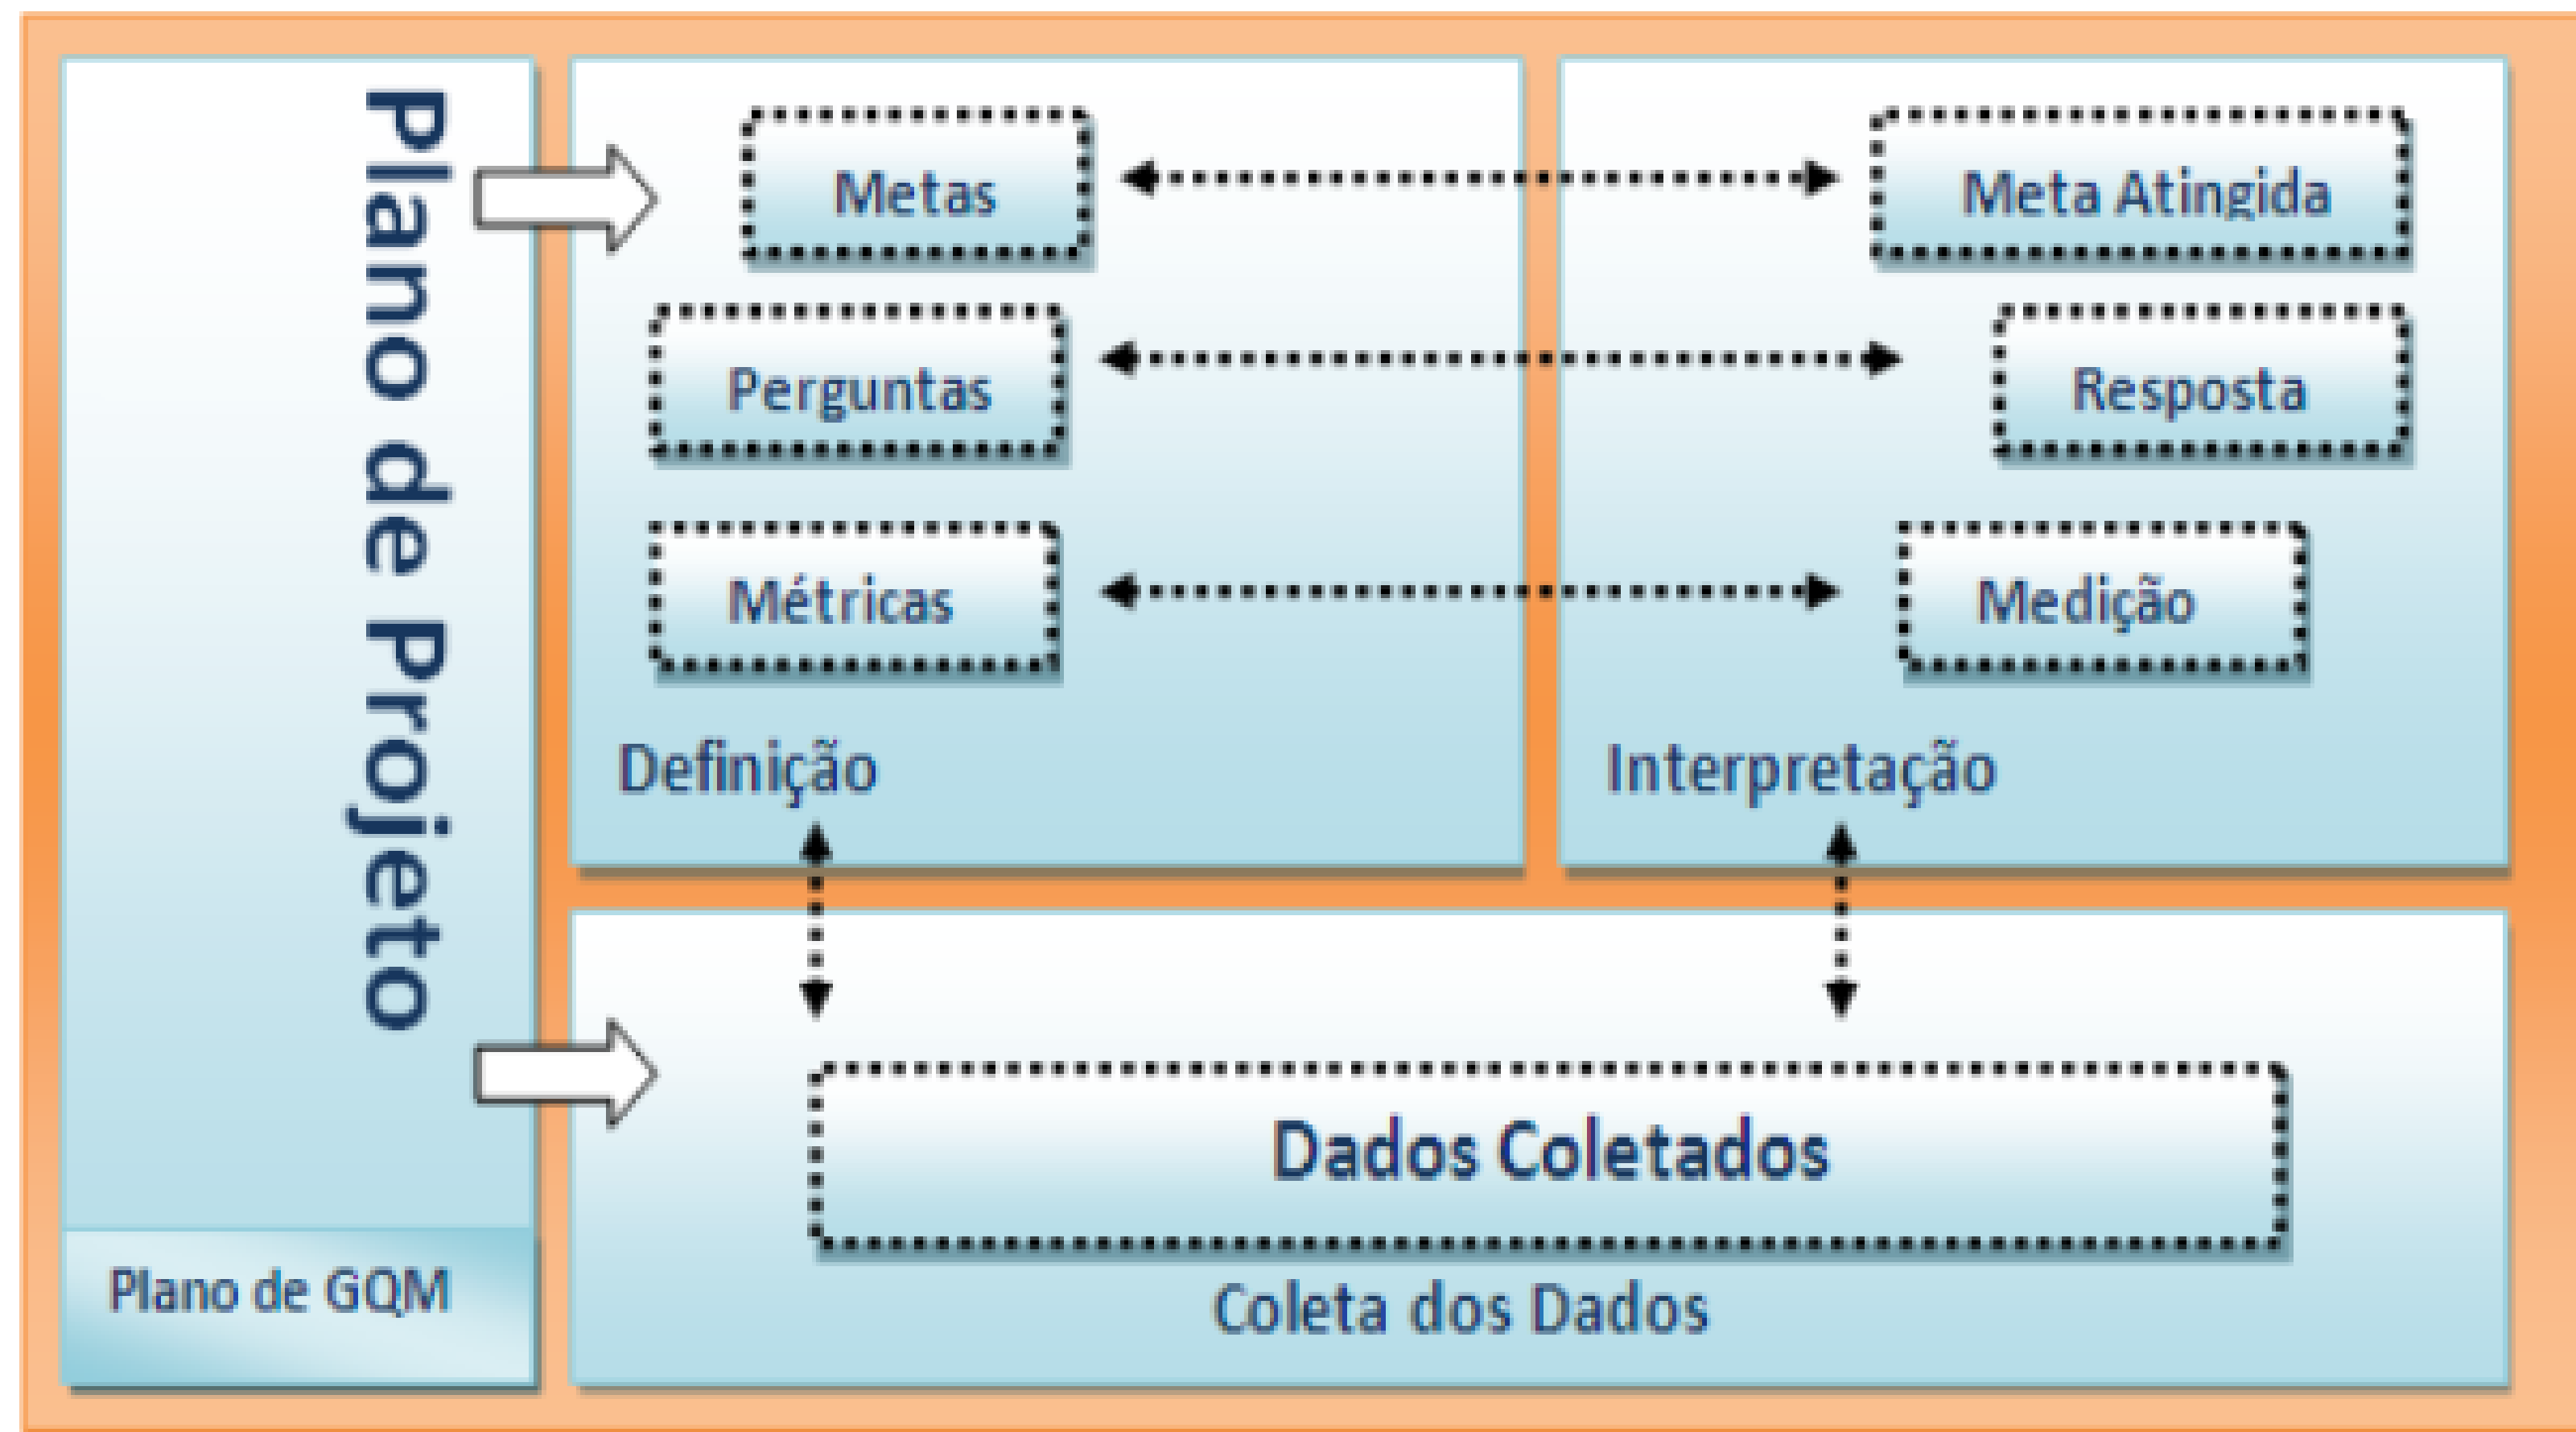 Plano de Projeto
Plano de GQM
Metas
Perguntas
Métricas
Definição
Meta Atingida
Resposta
Medição
Interpretação
Dados Coletados
Coleta dos Dados